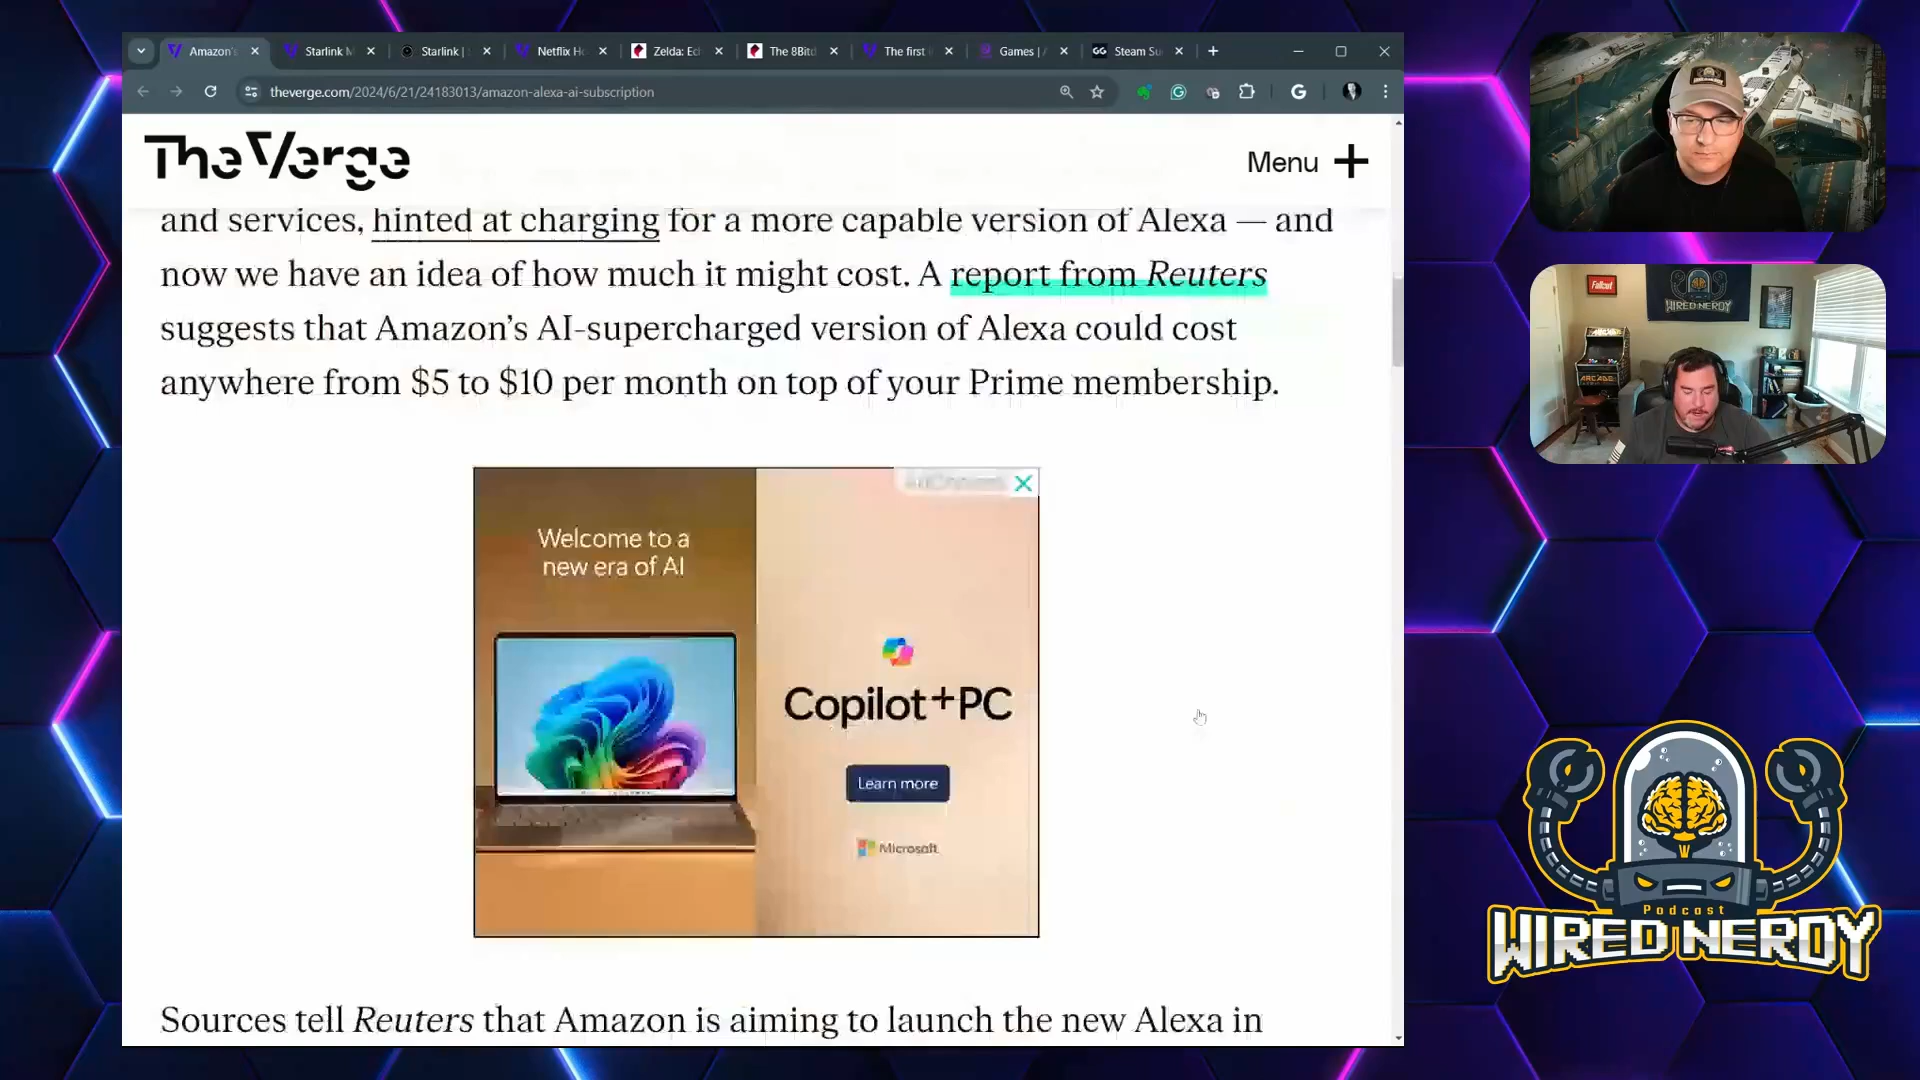 Amazon's
Starlink M
Starlink |
Netflix Ho
Zelda: Ech
The 8Bitd
The first
Games |
Steam Su
theverge.com/2024/6/21/24183013/amazon-alexa-ai-subscription
The Verge
Menu
and services, hinted at charging for a more capable version of Alexa — and
now we have an idea of how much it might cost. A report from Reuters
suggests that Amazon's AI-supercharged version of Alexa could cost
anywhere from $5 to $10 per month on top of your Prime membership.
Welcome to a
new era of AI
Copilot+PC
Learn more
Microsoft
Sources tell Reuters that Amazon is aiming to launch the new Alexa in
Fallout
WIRED NERDY
ARCADE
Podcast
WIRED NERDY